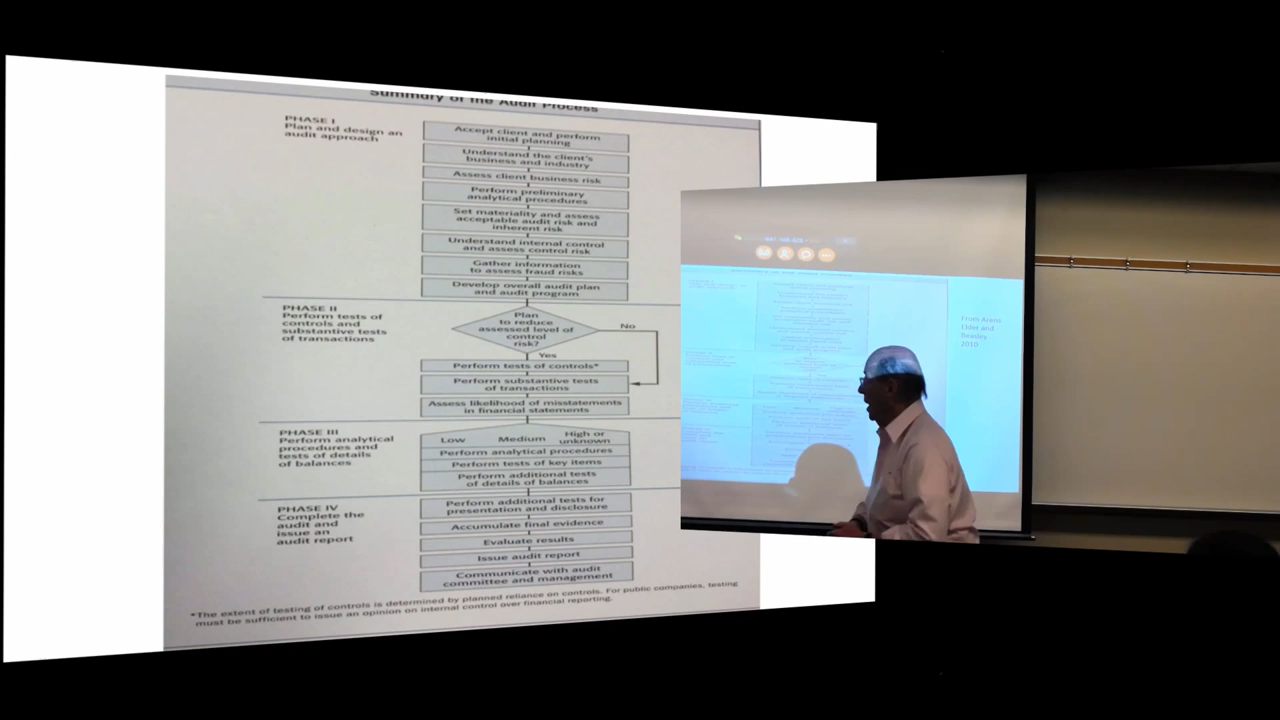 Summary of the Audit Process
PHASE I
Plan and design an
audit approach
Accept client and perform
initial planning
Understand the client's
business and industry
Assess client business risk
Perform preliminary
analytical procedures
Set materiality and assess
acceptable audit risk and
inherent risk
Understand internal control
and assess control risk
Gather information
to assess fraud risks
Develop overall audit plan
and audit program
PHASE II
Perform tests of
controls and
substantive tests
of transactions
Plan
to reduce
assessed level of
control
risk?
No
Yes
Perform tests of controls*
Perform substantive tests
of transactions
Assess likelihood of misstatements
in financial statements
PHASE III
Perform analytical
procedures and
tests of details
of balances
Low Medium High or
unknown
Perform analytical procedures
Perform tests of key items
Perform additional tests
of details of balances
PHASE IV
Complete the
audit and
issue an
audit report
Perform additional tests for
presentation and disclosure
Accumulate final evidence
Evaluate results
Issue audit report
Communicate with audit
committee and management
*The extent of testing of controls is determined by planned reliance on controls. For public companies, testing
must be sufficient to issue an opinion on internal control over financial reporting.
From Arens
Elder and
Beasley
2010